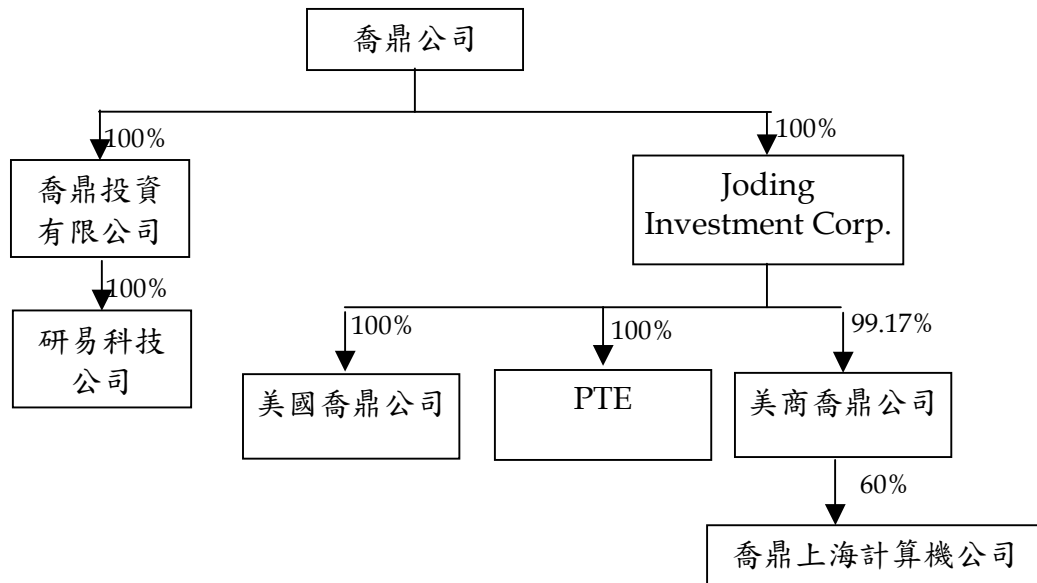 喬鼎公司
100%
100%
喬鼎投資
有限公司
Joding
Investment Corp.
100%
研易科技
公司
100%
100%
99.17%
美國喬鼎公司
PTE
美商喬鼎公司
60%
喬鼎上海計算機公司